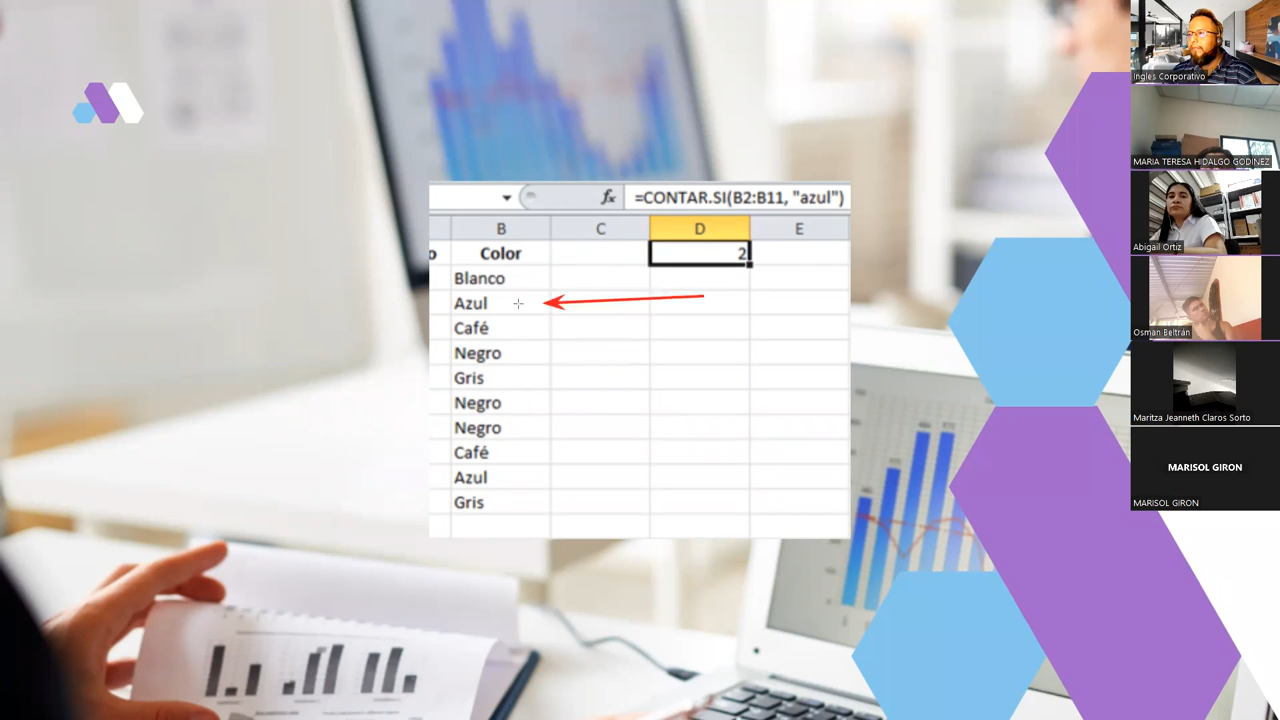 fx =CONTAR.SI(B2:B11, "azul")
B C D E
o Color 2
Blanco
Azul
Café
Negro
Gris
Negro
Negro
Café
Azul
Gris
Ingles Corporativo
MARIA TERESA HIDALGO GODINEZ
Abigail Ortiz
Osman Beltrán
Maritza Jeanneth Claros Sorto
MARISOL GIRON
MARISOL GIRON